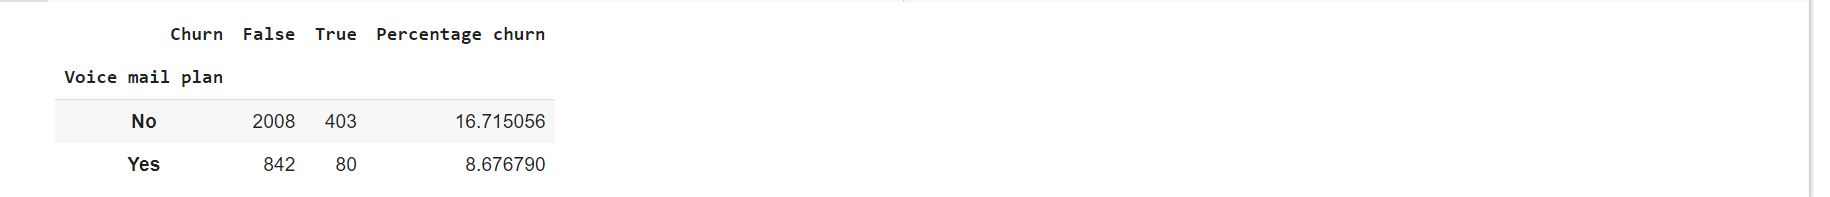 Churn False True Percentage churn
Voice mail plan
No 2008 403 16.715056
Yes 842 80 8.676790